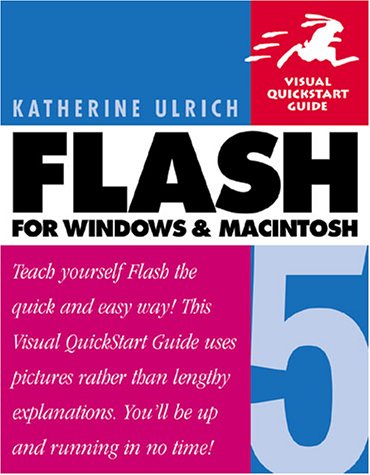 VISUAL
QUICKSTART
GUIDE
KATHERINE ULRICH
FLASH
FOR WINDOWS & MACINTOSH
5
Teach yourself Flash the
quick and easy way! This
Visual QuickStart Guide uses
pictures rather than lengthy
explanations. You'll be up
and running in no time!